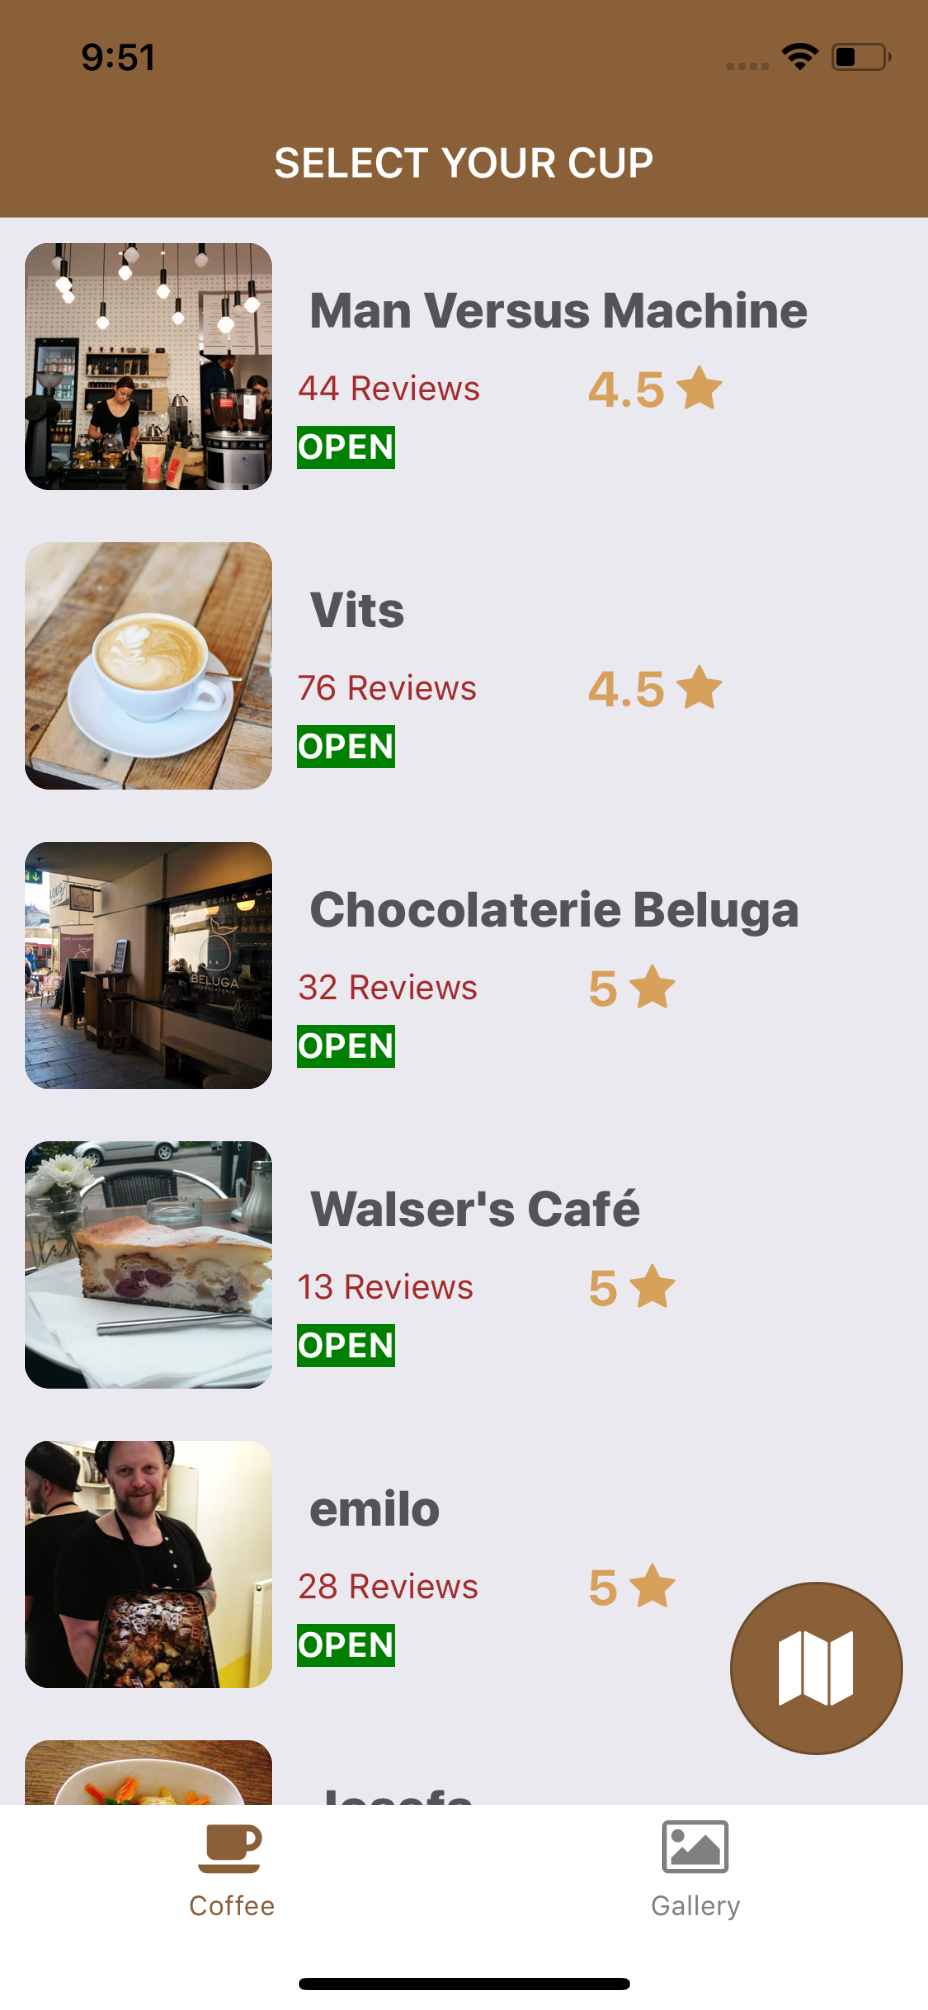 9:51
SELECT YOUR CUP
Man Versus Machine
44 Reviews 4.5
OPEN
Vits
76 Reviews 4.5
OPEN
Chocolaterie Beluga
BELUGA
32 Reviews 5
OPEN
Walser's Café
13 Reviews 5
OPEN
emilo
28 Reviews 5
OPEN
Josefa
Coffee
Gallery